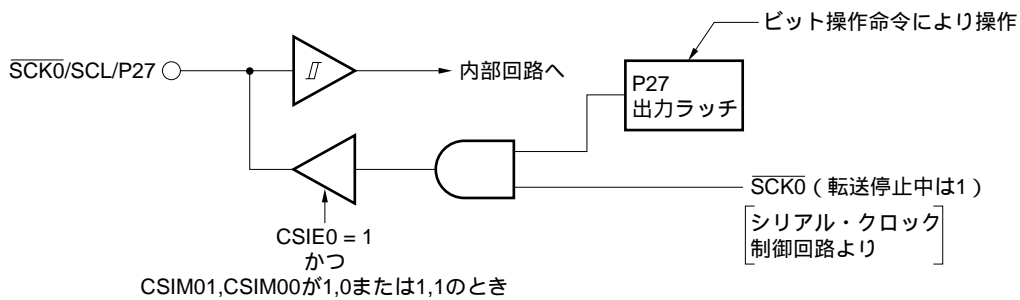 ビット操作命令により操作
SCK0/SCL/P27
内部回路へ
P27
出力ラッチ
SCK0（転送停止中は1）
シリアル・クロック
制御回路より
CSIE0 = 1
かつ
CSIM01,CSIM00が1,0または1,1のとき